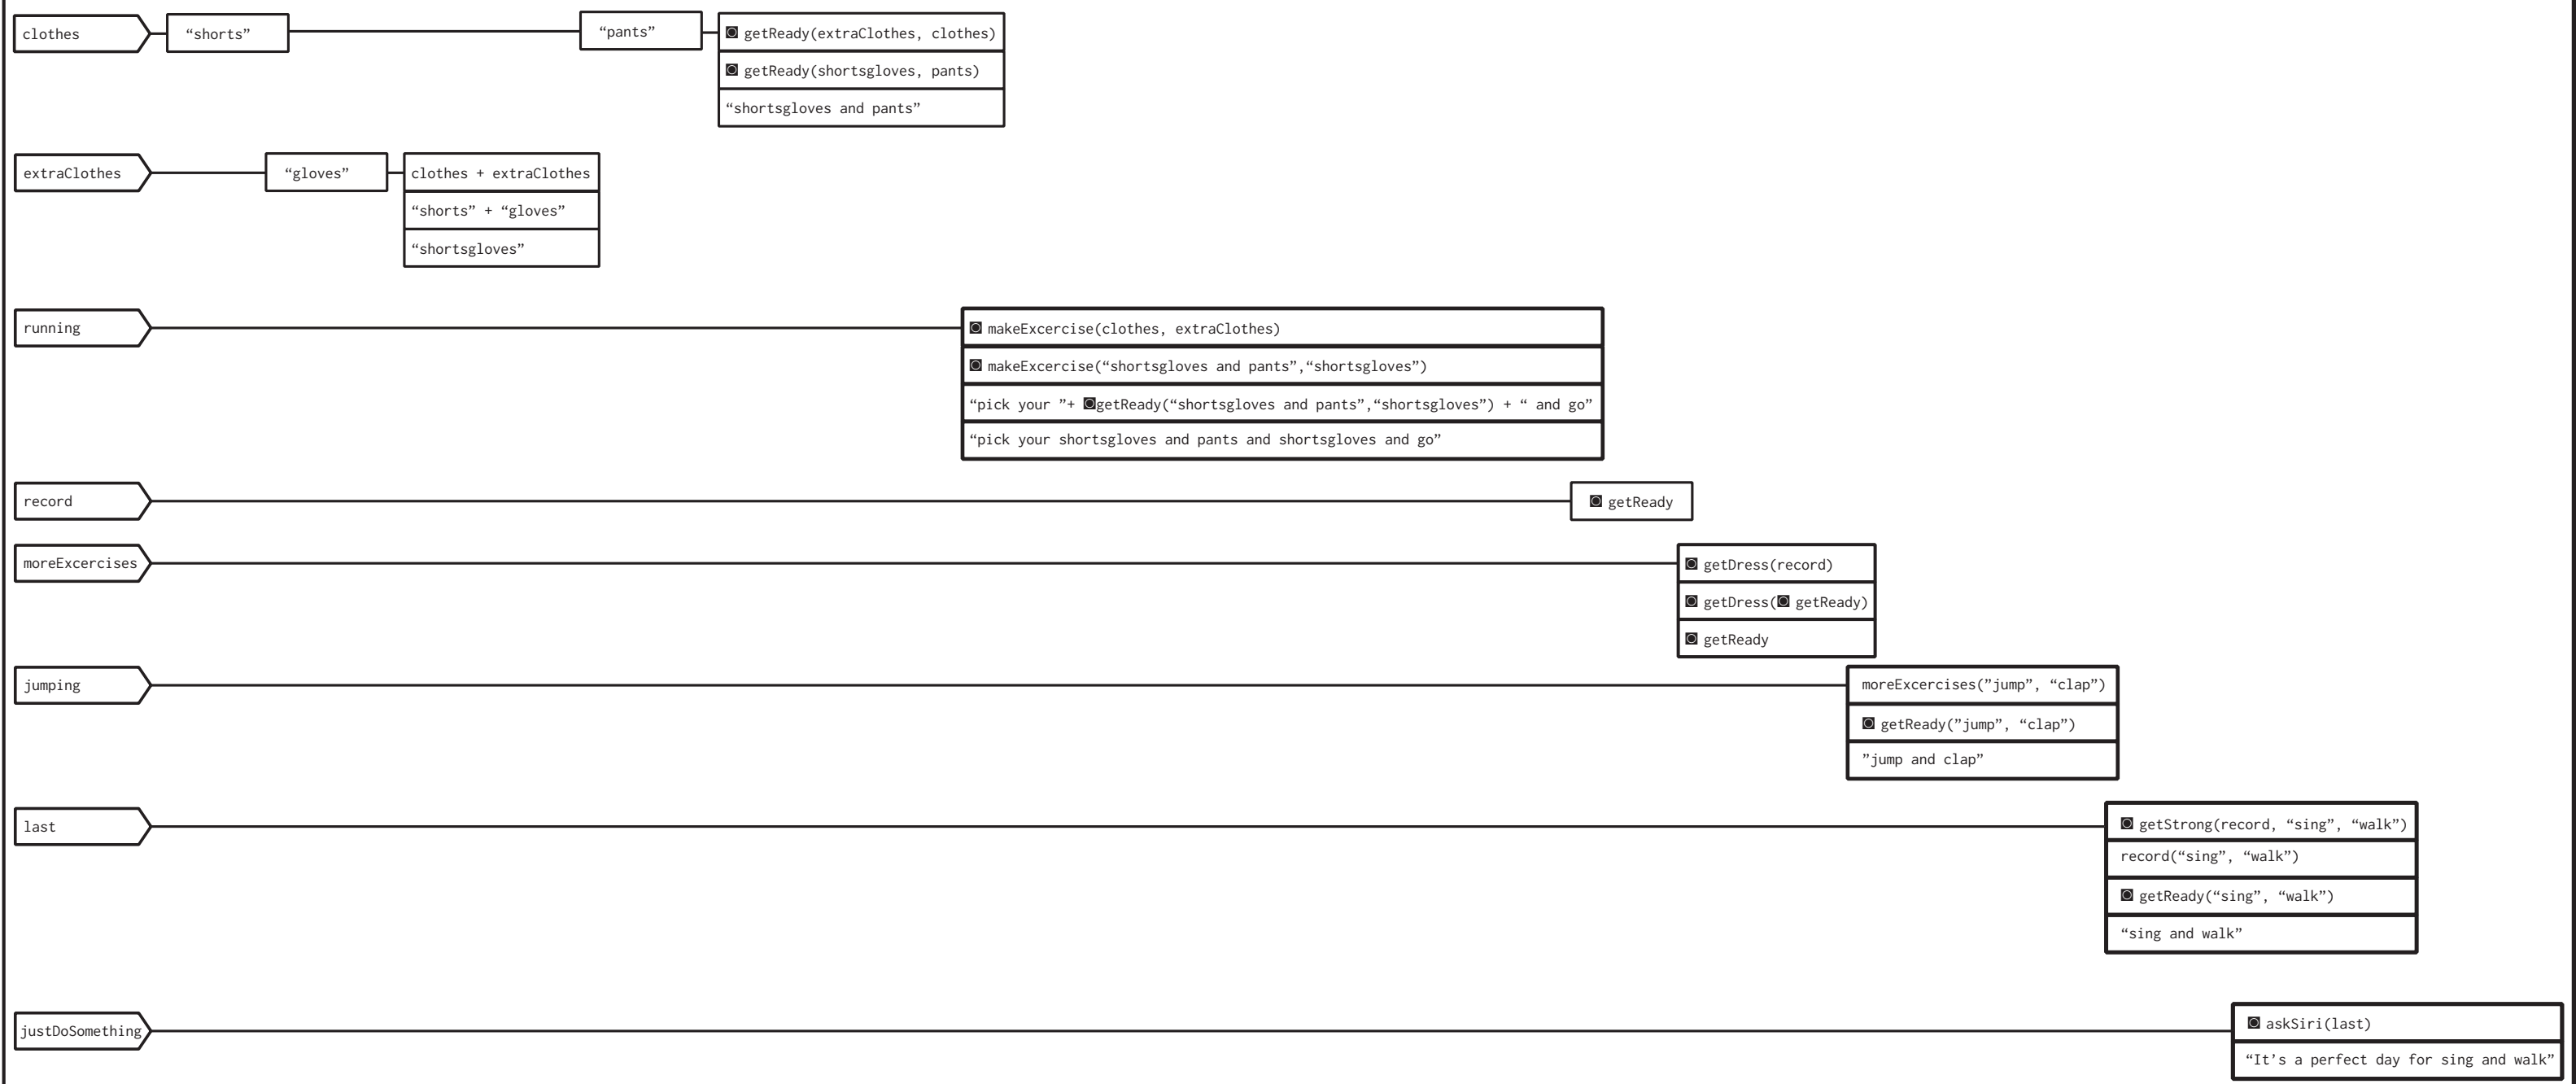 clothes
“shorts”
“pants”
◙ getReady(extraClothes, clothes)
◙ getReady(shortsgloves, pants)
“shortsgloves and pants”
extraClothes
“gloves”
clothes + extraClothes
“shorts” + “gloves”
“shortsgloves”
running
◙ makeExcercise(clothes, extraClothes)
◙ makeExcercise(“shortsgloves and pants”,“shortsgloves”)
“pick your ”+ ◙getReady(“shortsgloves and pants”,“shortsgloves”) + “ and go”
“pick your shortsgloves and pants and shortsgloves and go”
record
◙ getReady
moreExcercises
◙ getDress(record)
◙ getDress(◙ getReady)
◙ getReady
jumping
moreExcercises(”jump”, “clap”)
◙ getReady(”jump”, “clap”)
”jump and clap”
last
◙ getStrong(record, “sing”, “walk”)
record(“sing”, “walk”)
◙ getReady(“sing”, “walk”)
“sing and walk”
justDoSomething
◙ askSiri(last)
“It’s a perfect day for sing and walk”